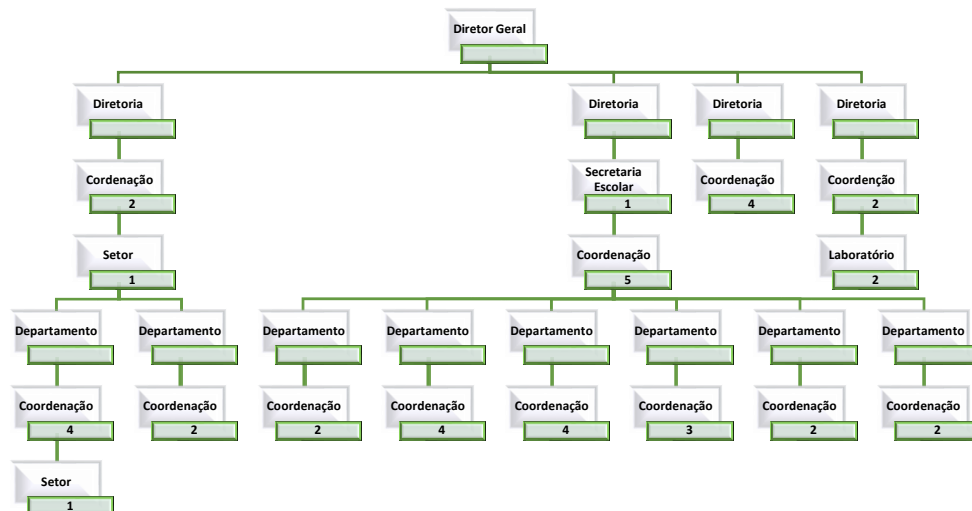 Diretor Geral
Diretoria
Diretoria
Diretoria
Diretoria
Cordenação
2
Secretaria
Escolar
1
Coordenação
4
Coordenção
2
Setor
1
Coordenação
5
Laboratório
2
Departamento
Departamento
Departamento
Departamento
Departamento
Departamento
Departamento
Departamento
Coordenação
4
Coordenação
2
Coordenação
2
Coordenação
4
Coordenação
4
Coordenação
3
Coordenação
2
Coordenação
2
Setor
1